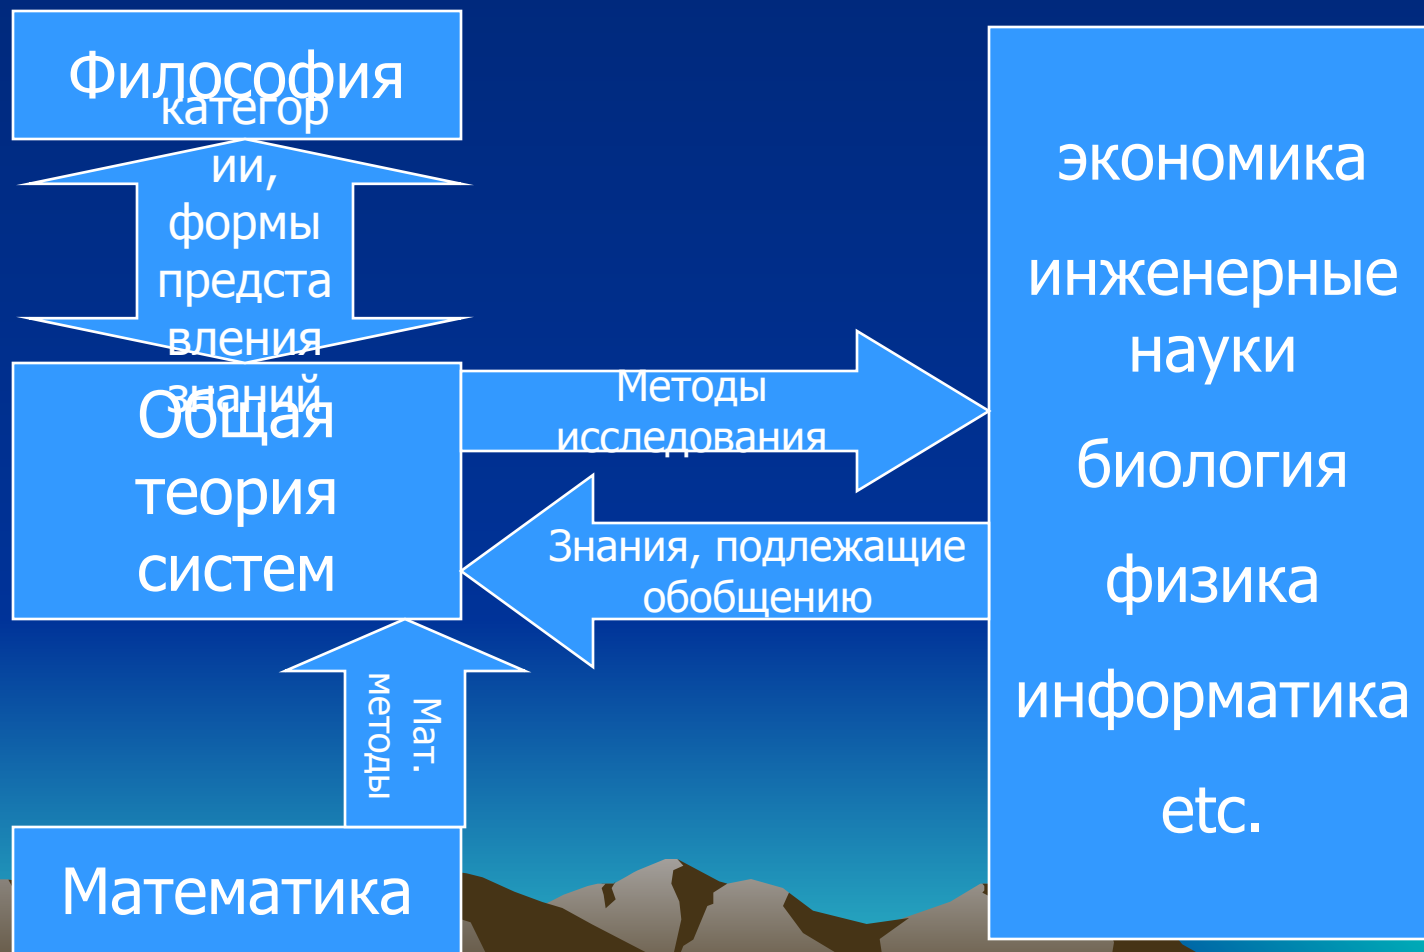 Философия
категор
ии,
формы
предста
вления
знаний
Общая
теория
систем
Методы
исследования
Знания, подлежащие
обобщению
Мат.
методы
Математика
экономика
инженерные
науки
биология
физика
информатика
etc.